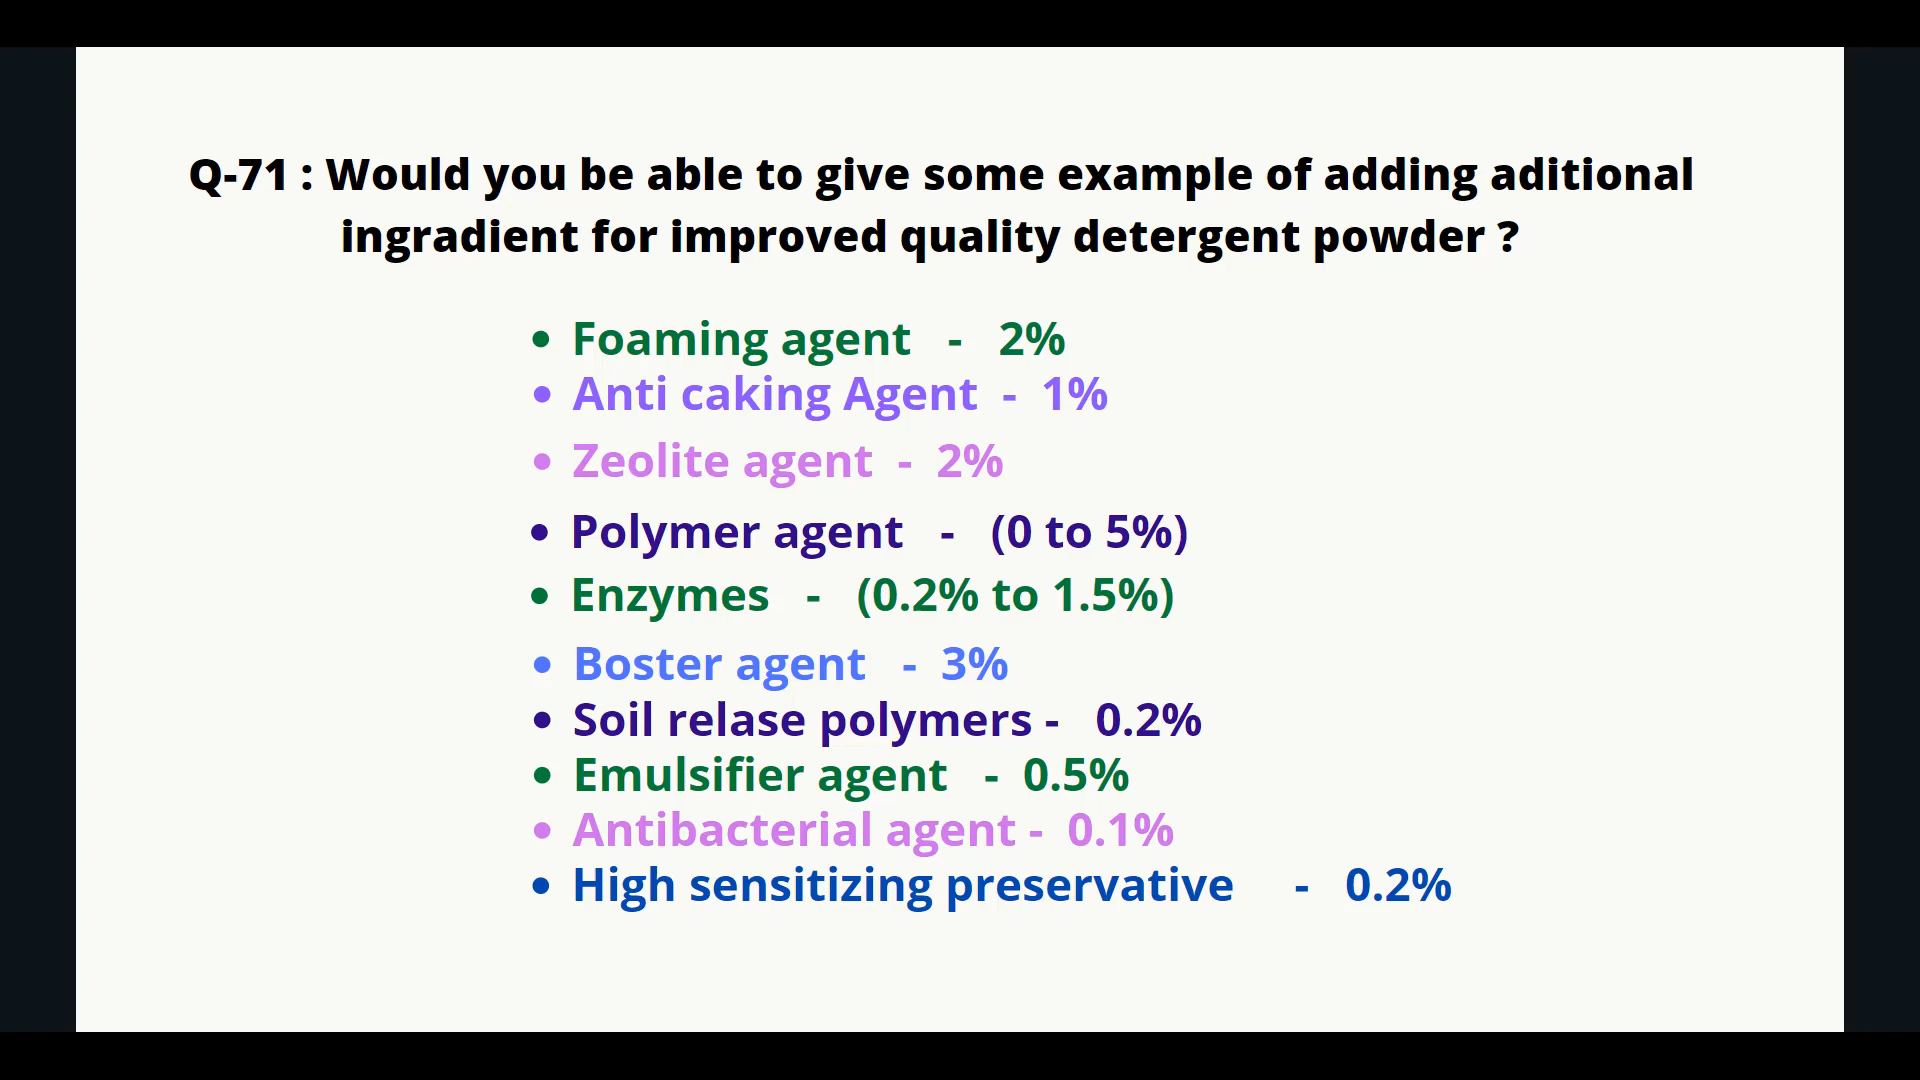 Q-71 : Would you be able to give some example of adding aditional
ingradient for improved quality detergent powder ?
• Foaming agent - 2%
• Anti caking Agent - 1%
• Zeolite agent - 2%
• Polymer agent - (0 to 5%)
• Enzymes - (0.2% to 1.5%)
• Boster agent - 3%
• Soil relase polymers - 0.2%
• Emulsifier agent - 0.5%
• Antibacterial agent - 0.1%
• High sensitizing preservative - 0.2%